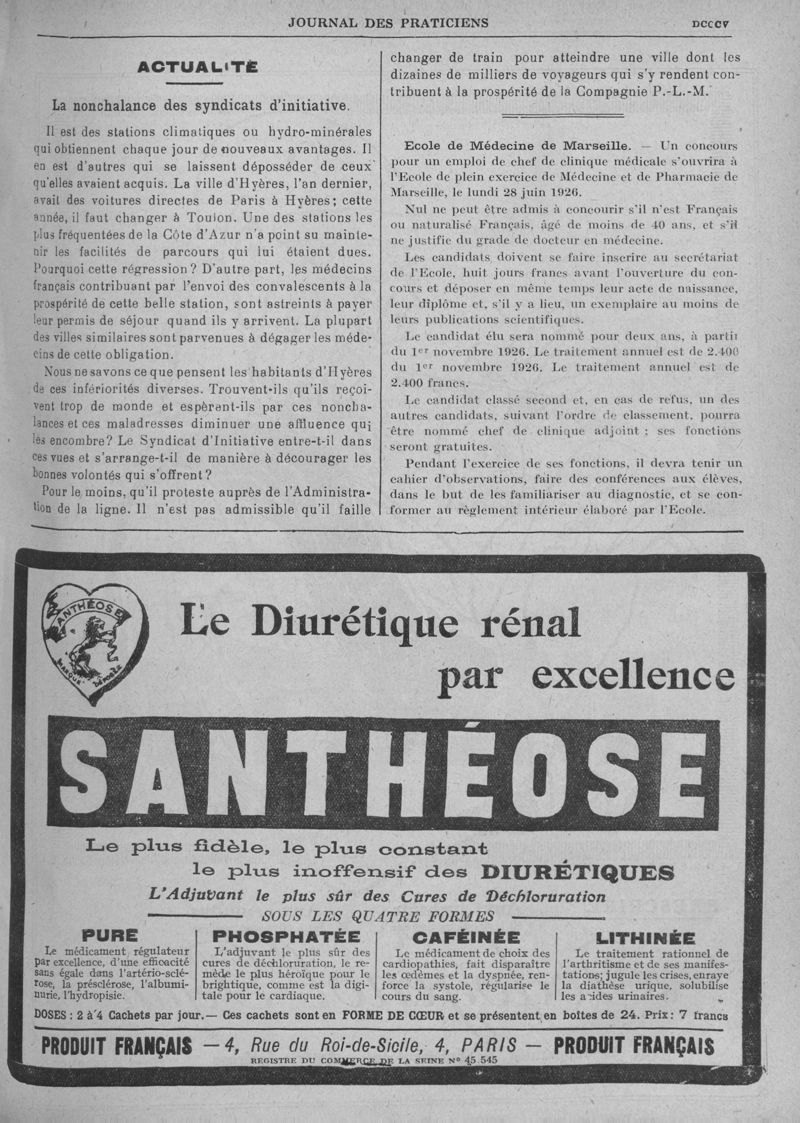 JOURNAL DES PRATICIENS
DCCCV
ACTUALITÉ
La nonchalance des syndicats d'initiative.
Il est des stations climatiques ou hydro-minérales
qui obtiennent chaque jour de nouveaux avantages. Il
en est d'autres qui se laissent déposséder de ceux
qu'elles avaient acquis. La ville d'Hyères, l'an dernier,
avait des voitures directes de Paris à Hyères; cette
année, il faut changer à Toulon. Une des stations les
plus fréquentées de la Côte d'Azur n'a point su mainte-
nir les facilités de parcours qui lui étaient dues.
Pourquoi cette régression? D'autre part, les médecins
français contribuant par l'envoi des convalescents à la
prospérité de cette belle station, sont astreints à payer
leur permis de séjour quand ils y arrivent. La plupart
des villes similaires sont parvenues à dégager les méde-
cins de cette obligation.
Nous ne savons ce que pensent les habitants d'Hyères
de ces infériorités diverses. Trouvent-ils qu'ils reçoi-
vent trop de monde et espèrent-ils par ces noncha-
lances et ces maladresses diminuer une affluence qui
les encombre? Le Syndicat d'Initiative entre-t-il dans
ces vues et s'arrange-t-il de manière à décourager les
bonnes volontés qui s'offrent?
Pour le moins, qu'il proteste auprès de l'Administra-
tion de la ligne. Il n'est pas admissible qu'il faille
changer de train pour atteindre une ville dont les
dizaines de milliers de voyageurs qui s'y rendent con-
tribuent à la prospérité de la Compagnie P.-L.-M.
Ecole de Médecine de Marseille. — Un concours
pour un emploi de chef de clinique médicale s'ouvrira à
l'Ecole de plein exercice de Médecine et de Pharmacie de
Marseille, le lundi 28 juin 1926.
Nul ne peut être admis à concourir s'il n'est Français
ou naturalisé Français, âgé de moins de 40 ans, et s'il
ne justifie du grade de docteur en médecine.
Les candidats doivent se faire inscrire au secrétariat
de l'Ecole, huit jours francs avant l'ouverture du con-
cours et déposer en même temps leur acte de naissance,
leur diplôme et, s'il y a lieu, un exemplaire au moins de
leurs publications scientifiques.
Le candidat élu sera nommé pour deux ans, à partir
du 1er novembre 1926. Le traitement annuel est de 2.400
du 1er novembre 1926. Le traitement annuel est de
2.400 francs.
Le candidat classé second et, en cas de refus, un des
autres candidats, suivant l'ordre de classement, pourra
être nommé chef de clinique adjoint ; ses fonctions
seront gratuites.
Pendant l'exercice de ses fonctions, il devra tenir un
cahier d'observations, faire des conférences aux élèves,
dans le but de les familiariser au diagnostic, et se con-
former au règlement intérieur élaboré par l'Ecole.
SANTHÉOSE
MARQUE DÉPOSÉE
Le Diurétique rénal
par excellence
SANTHÉOSE
Le plus fidèle, le plus constant
le plus inoffensif des DIURÉTIQUES
L'Adjuvant le plus sûr des Cures de Déchloruration
SOUS LES QUATRE FORMES
PURE
Le médicament régulateur
par excellence, d'une efficacité
sans égale dans l'artério-sclé-
rose, la présclérose, l'albumi-
nurie, l'hydropisie.
PHOSPHATÉE
L'adjuvant le plus sûr des
cures de déchloruration, le re-
mède le plus héroïque pour le
brightique, comme est la digi-
tale pour le cardiaque.
CAFÉINÉE
Le médicament de choix des
cardiopathies, fait disparaître
les œdèmes et la dyspnée, ren-
force la systole, régularise le
cours du sang.
LITHINÉE
Le traitement rationnel de
l'arthritisme et de ses manifes-
tations; jugule les crises, enraye
la diathèse urique, solubilise
les acides urinaires.
DOSES : 2 à 4 Cachets par jour. — Ces cachets sont en FORME DE CŒUR et se présentent en boîtes de 24. Prix : 7 francs
PRODUIT FRANÇAIS — 4, Rue du Roi-de-Sicile, 4, PARIS — PRODUIT FRANÇAIS
REGISTRE DU COMMERCE DE LA SEINE Nº 45.545